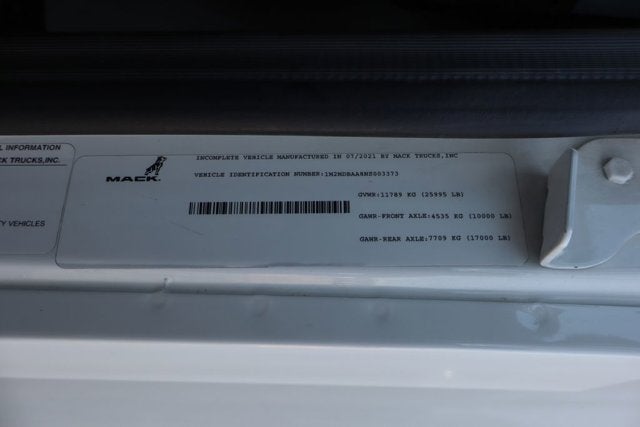 L INFORMATION
CK TRUCKS,INC.
TY VEHICLES
MACK
INCOMPLETE VEHICLE MANUFACTURED IN 07/2021 BY MACK TRUCKS,INC
VEHICLE IDENTIFICATION NUMBER:1M2MDBAA8NS003373
GVWR:11789 KG (25995 LB)
GAWR-FRONT AXLE:4535 KG (10000 LB)
GAWR-REAR AXLE:7709 KG (17000 LB)